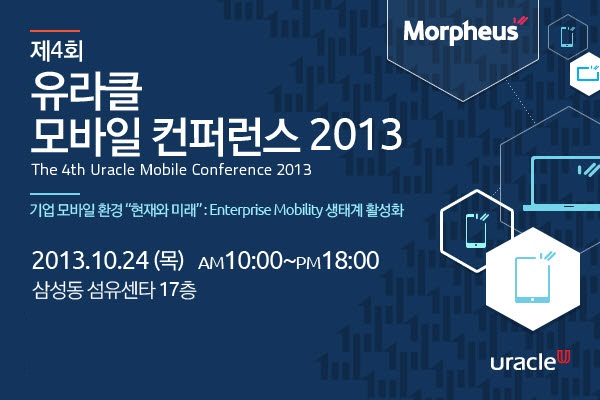 Morpheus
제4회
유라클
모바일 컨퍼런스 2013
The 4th Uracle Mobile Conference 2013
기업 모바일 환경 “현재와 미래” : Enterprise Mobility 생태계 활성화
2013.10.24 (목) AM10:00~PM18:00
삼성동 섬유센타 17층
uracle U